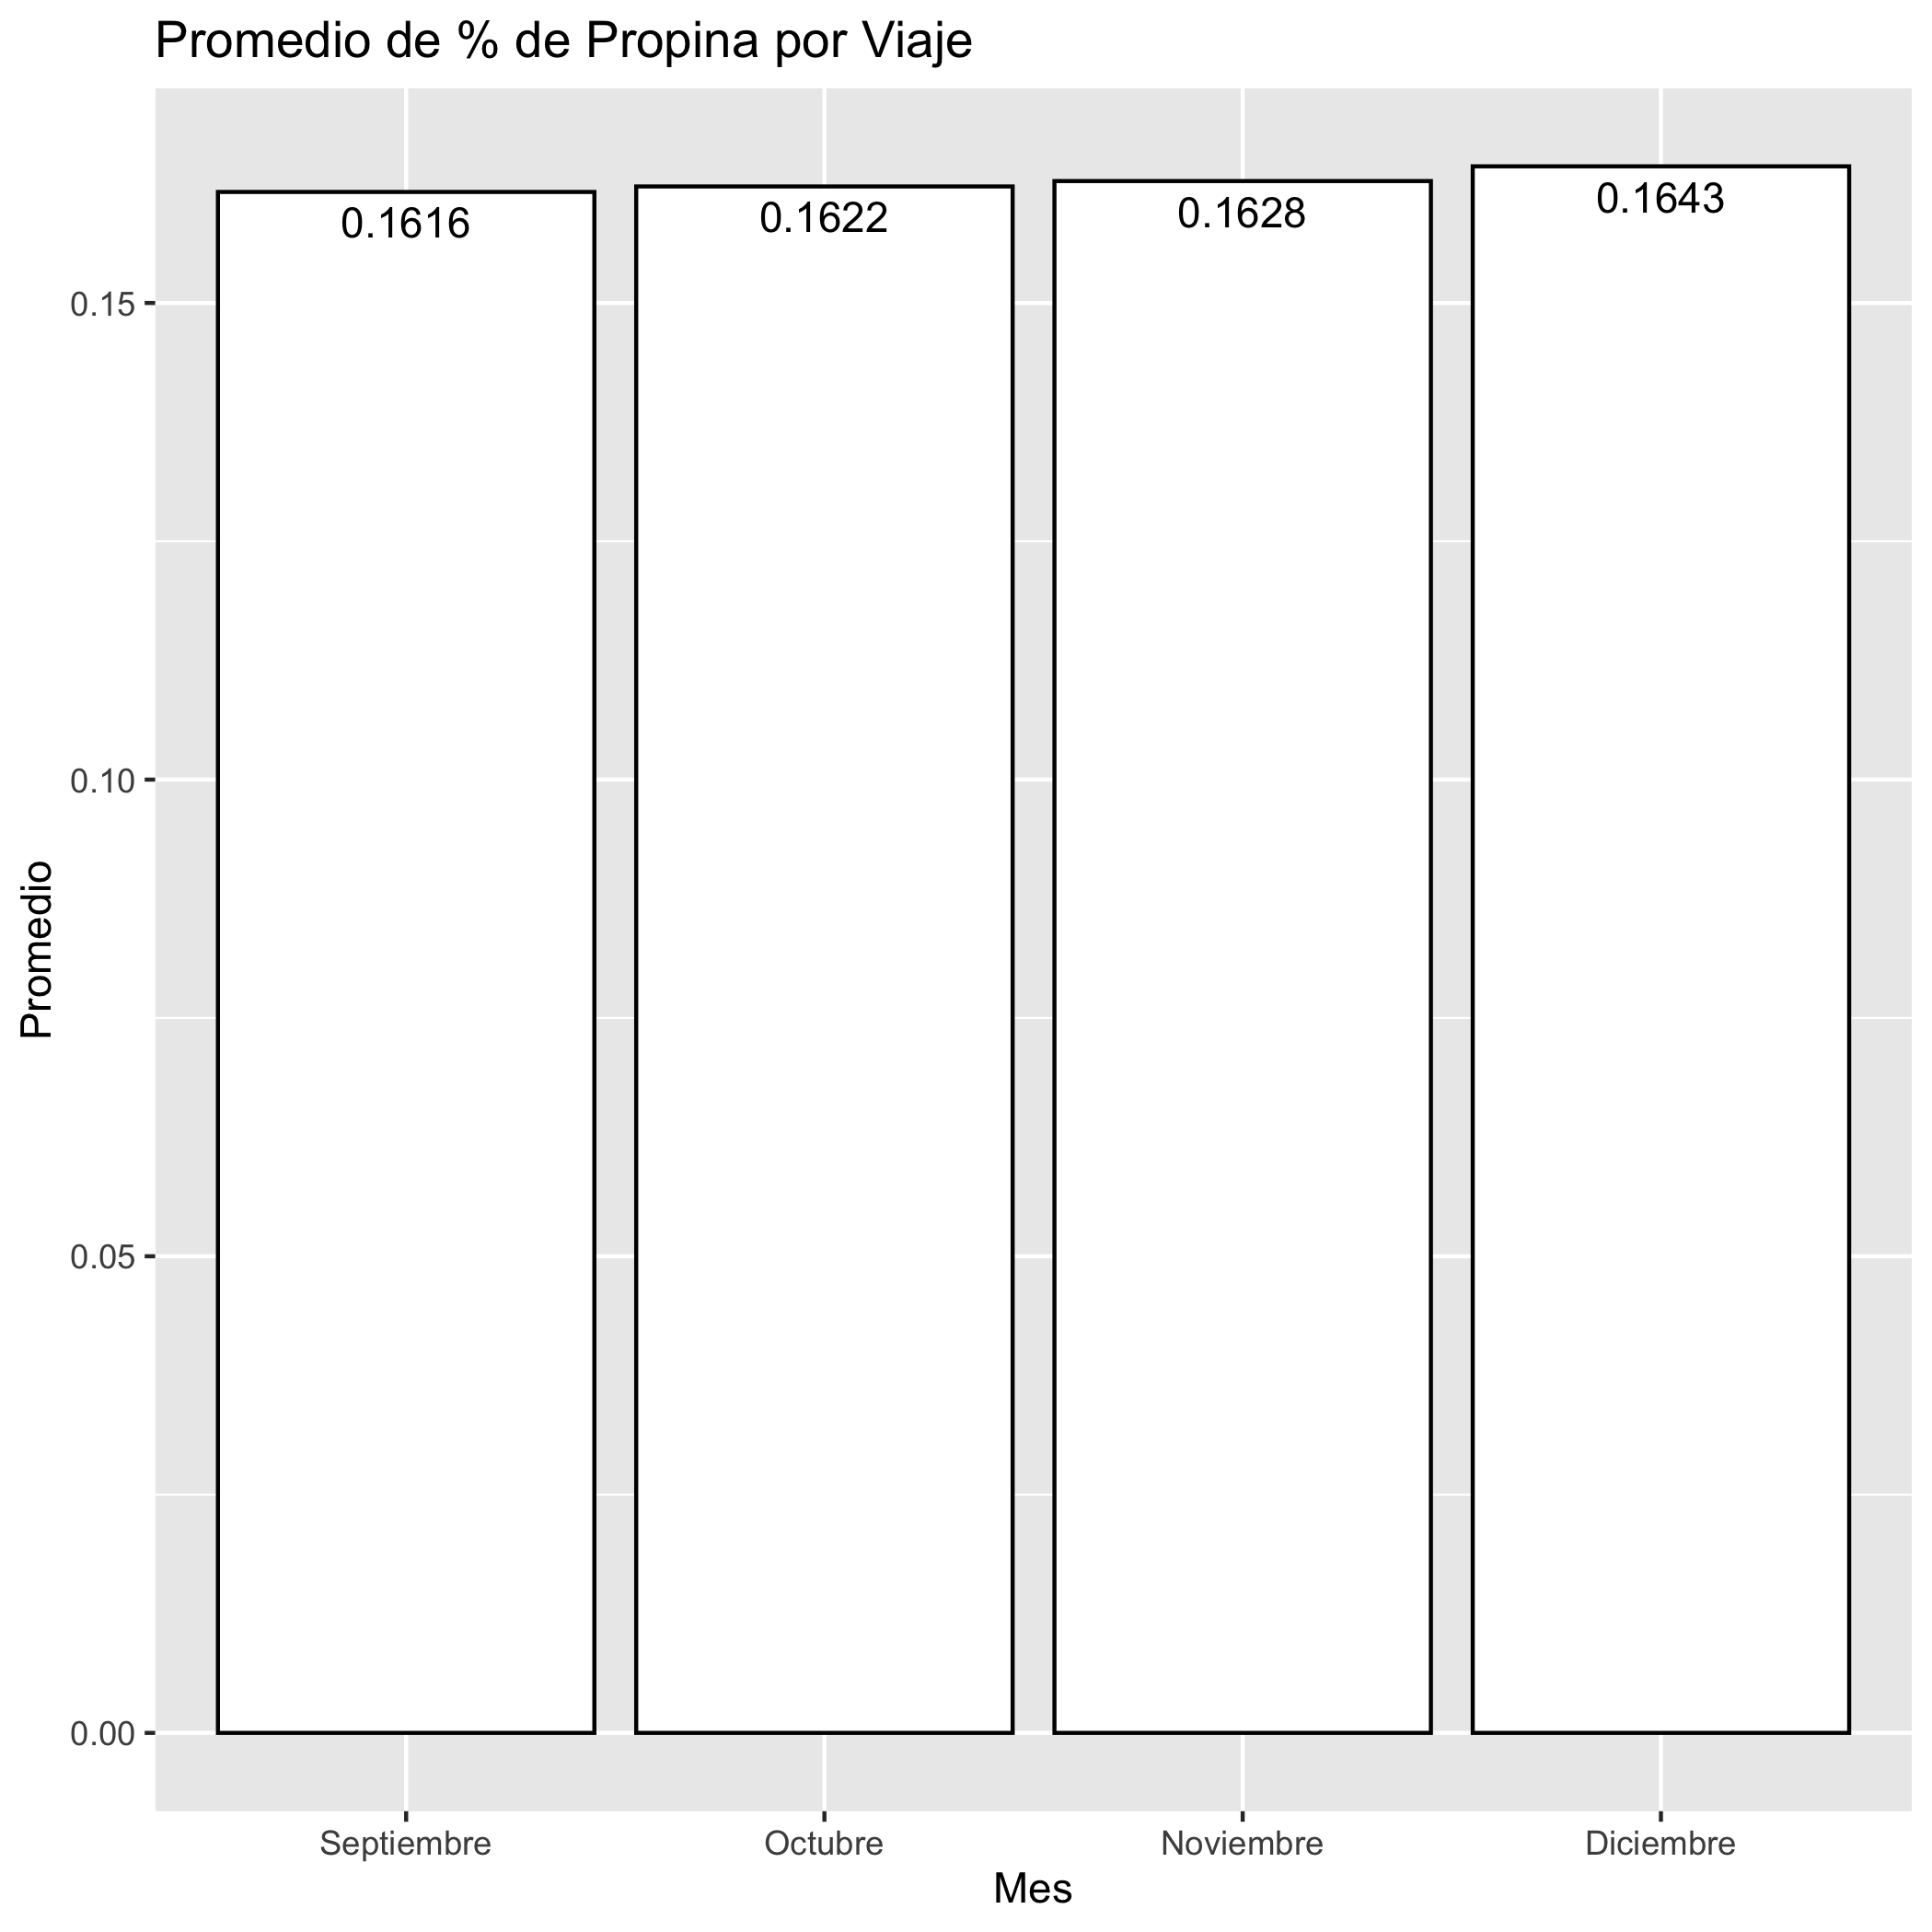 Promedio de % de Propina por Viaje
0.1616
0.1622
0.1628
0.1643
0.15
0.10
0.05
0.00
Promedio
Septiembre
Octubre
Noviembre
Diciembre
Mes